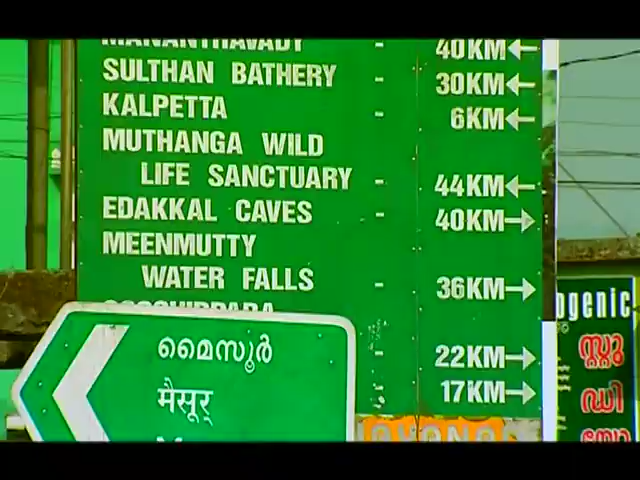 MANANTHAVADY - 40KM←
SULTHAN BATHERY - 30KM←
KALPETTA - 6KM←
MUTHANGA WILD
LIFE SANCTUARY - 44KM←
EDAKKAL CAVES - 40KM→
MEENMUTTY
WATER FALLS - 36KM→
- 22KM→
- 17KM→
മൈസൂർ
मैसूर्
ogenic
സ്റ്റു
ഡി